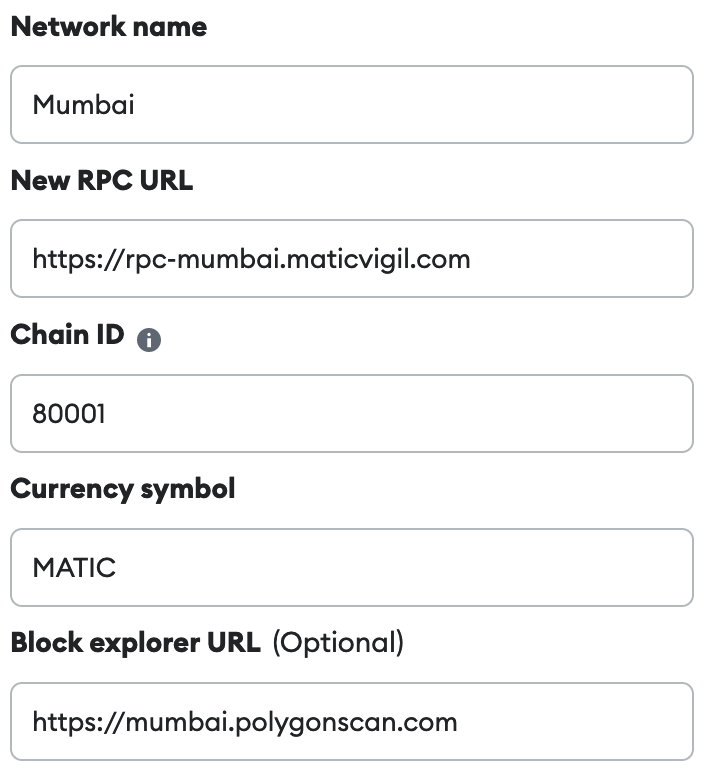 Network name
Mumbai
New RPC URL
https://rpc-mumbai.maticvigil.com
Chain ID i
80001
Currency symbol
MATIC
Block explorer URL (Optional)
https://mumbai.polygonscan.com